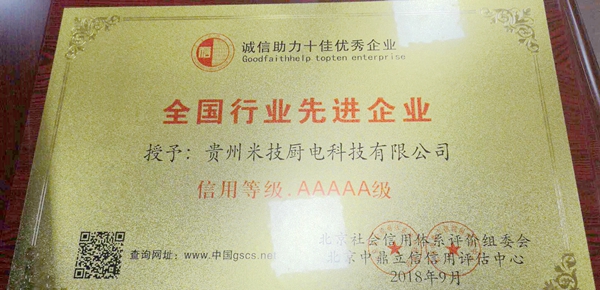 诚信助力十佳优秀企业
Goodfaithhelp topten enterprise
全国行业先进企业
授予：贵州米技厨电科技有限公司
信用等级.AAAAA级
北京社会信用体系评价组委会
查询网址：www.中国gscs.net
北京中鼎立信信用评估中心
2018年9月